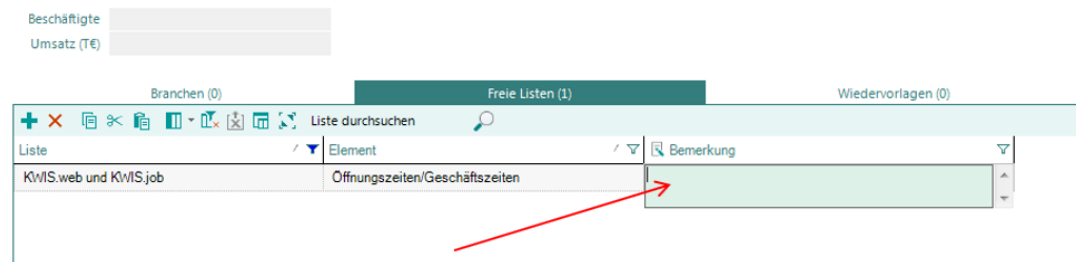 Beschäftigte
Umsatz (T€)
Branchen (0) Freie Listen (1) Wiedervorlagen (0)
Liste durchsuchen
Liste Element Bemerkung
KWIS.web und KWIS.job Öffnungszeiten/Geschäftszeiten